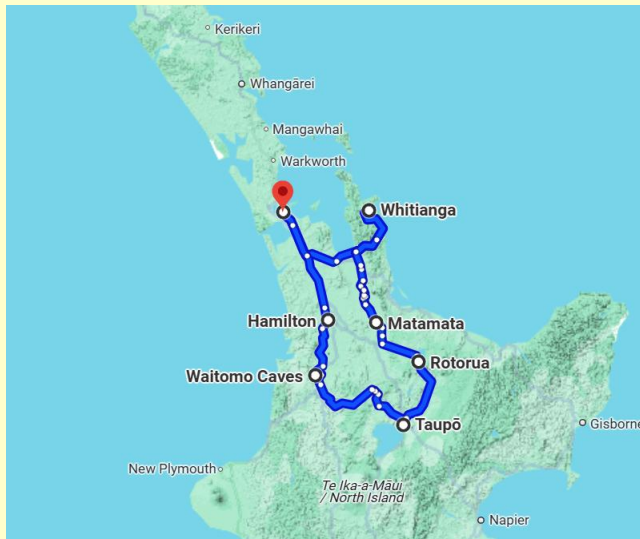 Kerikeri
Whangārei
Mangawhai
Warkworth
Whitianga
Hamilton
Matamata
Waitomo Caves
Rotorua
Taupō
Gisborne
New Plymouth
Te Ika-a-Māui
/ North Island
Napier